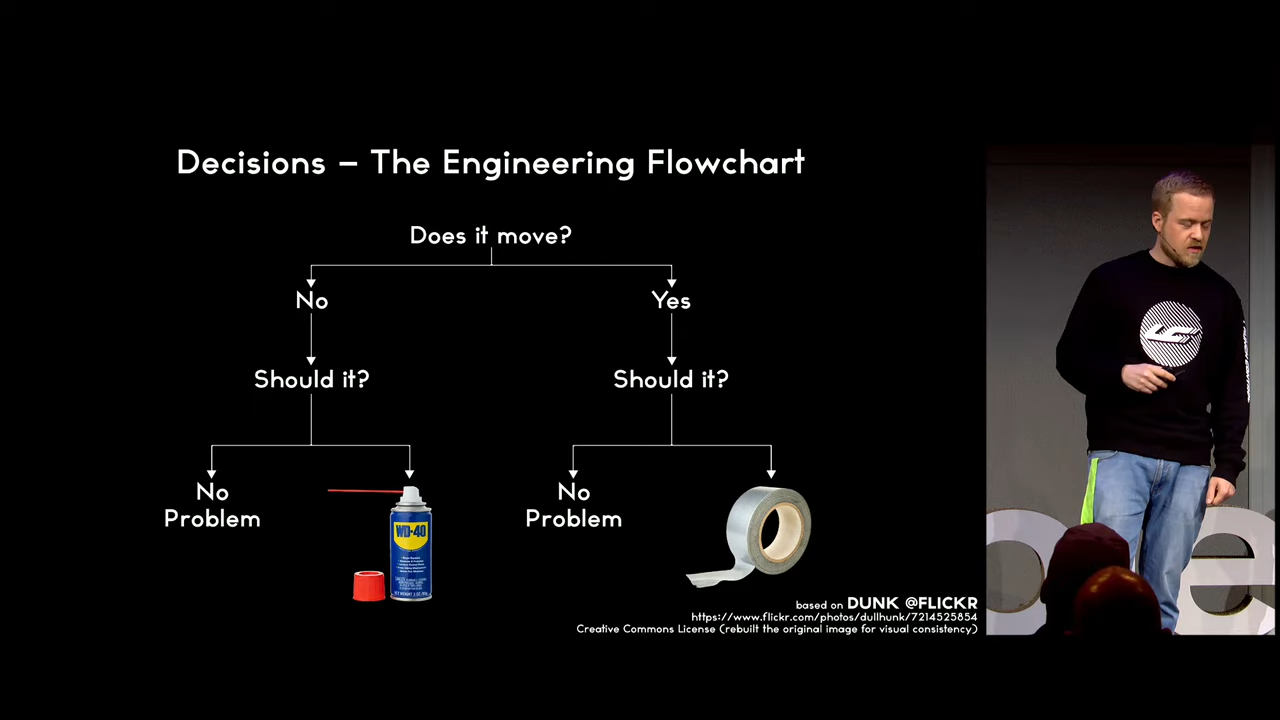 Decisions – The Engineering Flowchart
Does it move?
No
Yes
Should it?
Should it?
No
Problem
WD-40
No
Problem
based on DUNK @FLICKR
https://www.flickr.com/photos/dullhunk/7214525854
Creative Commons License (rebuilt the original image for visual consistency)